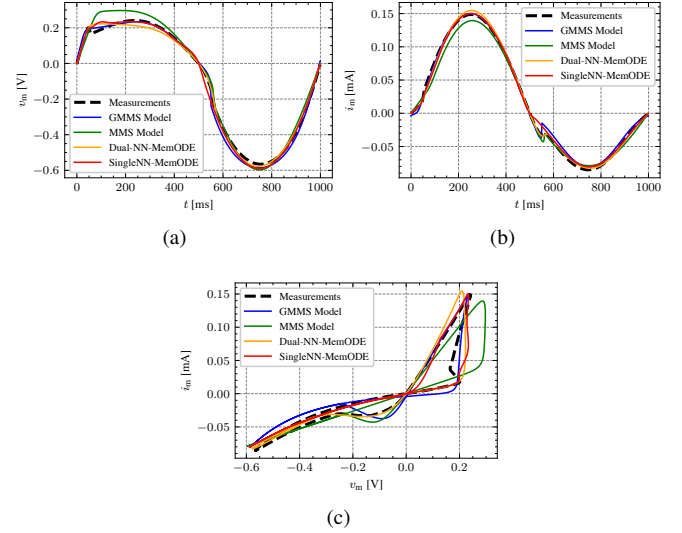 0.2
0.0
−0.2
−0.4
−0.6
v_m [V]
Measurements
GMMS Model
MMS Model
Dual-NN-MemODE
SingleNN-MemODE
0 200 400 600 800 1000
t [ms]
(a)
0.15
0.10
0.05
0.00
−0.05
i_m [mA]
Measurements
GMMS Model
MMS Model
Dual-NN-MemODE
SingleNN-MemODE
0 200 400 600 800 1000
t [ms]
(b)
0.15
0.10
0.05
0.00
−0.05
i_m [mA]
Measurements
GMMS Model
MMS Model
Dual-NN-MemODE
SingleNN-MemODE
−0.6 −0.4 −0.2 0.0 0.2
v_m [V]
(c)